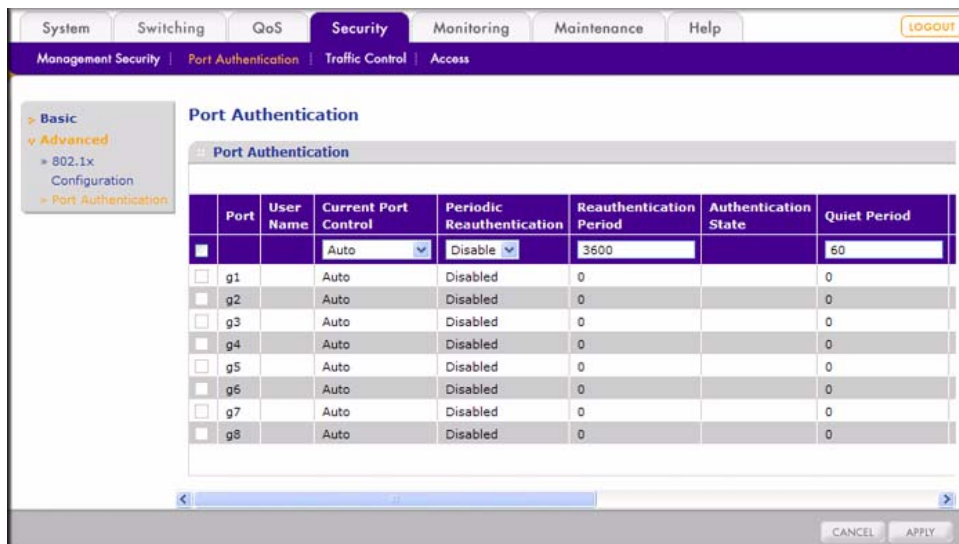 System Switching QoS Security Monitoring Maintenance Help LOGOUT
Management Security Port Authentication Traffic Control Access
Basic
Advanced
802.1x
Configuration
Port Authentication
Port Authentication
Port Authentication
Port User Name Current Port Control Periodic Reauthentication Reauthentication Period Authentication State Quiet Period
Auto Disable 3600 60
g1 Auto Disabled 0 0
g2 Auto Disabled 0 0
g3 Auto Disabled 0 0
g4 Auto Disabled 0 0
g5 Auto Disabled 0 0
g6 Auto Disabled 0 0
g7 Auto Disabled 0 0
g8 Auto Disabled 0 0
CANCEL APPLY